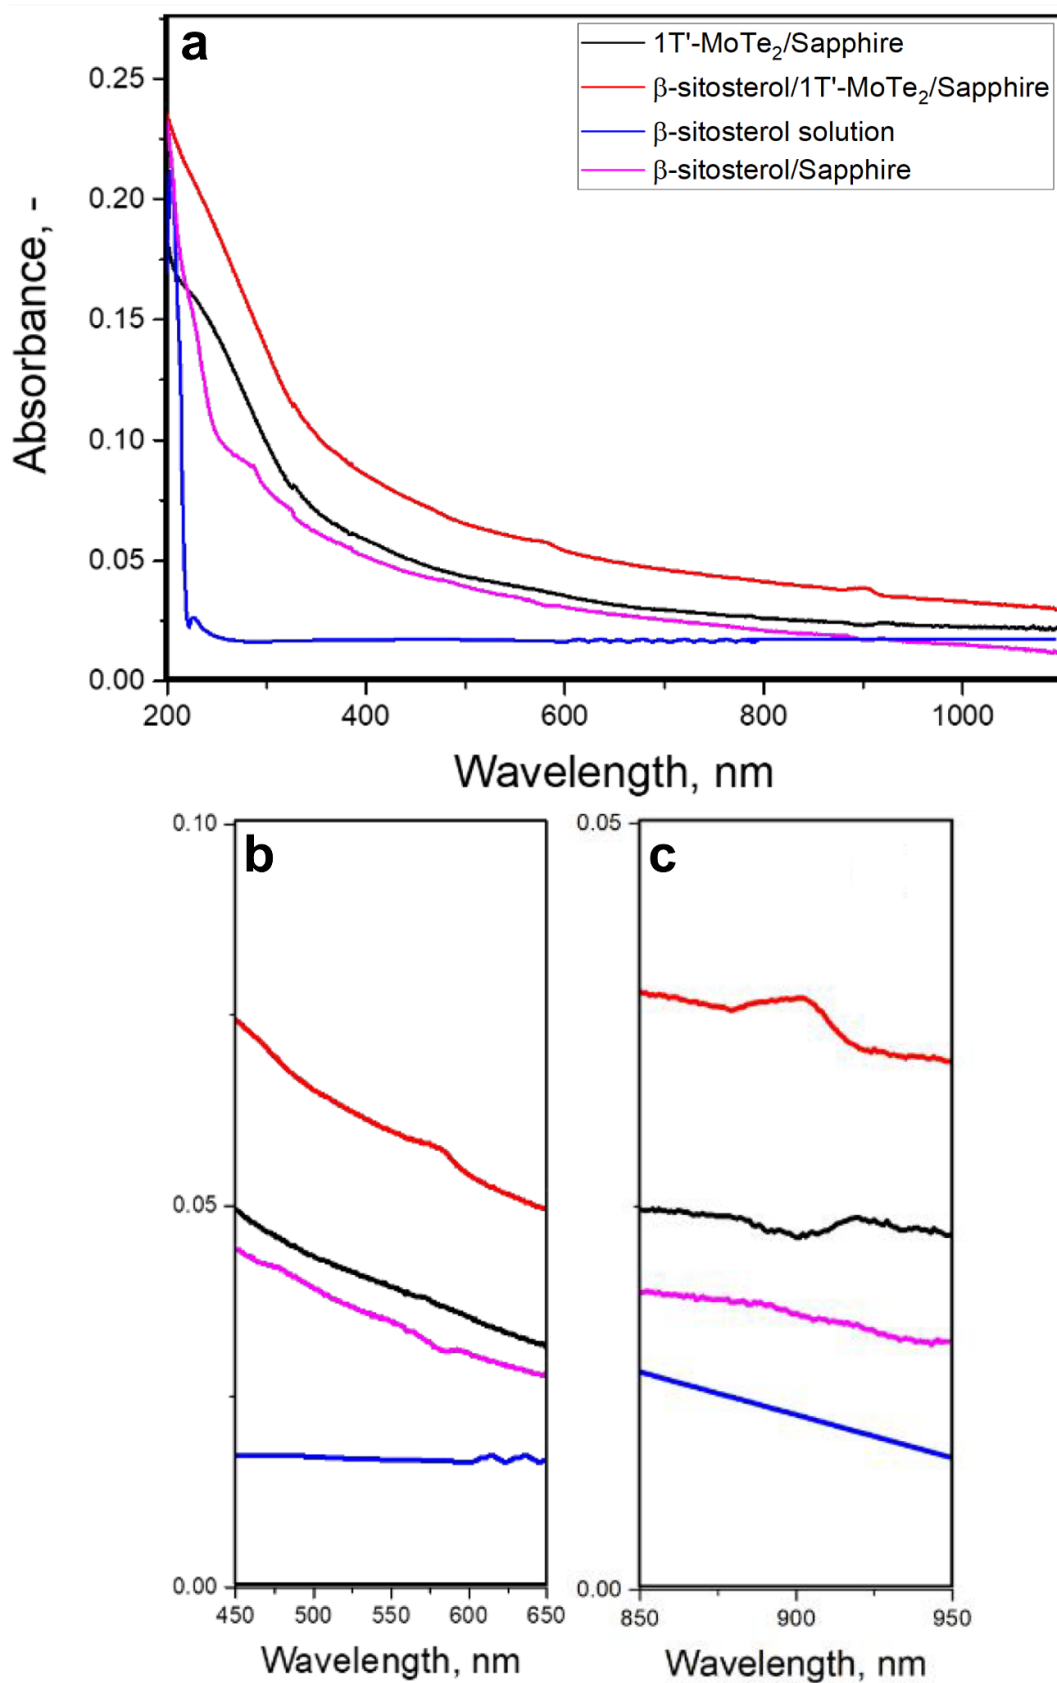 a
1T'-MoTe₂/Sapphire
β-sitosterol/1T'-MoTe₂/Sapphire
β-sitosterol solution
β-sitosterol/Sapphire
Absorbance, -
0.25
0.20
0.15
0.10
0.05
0.00
200 400 600 800 1000
Wavelength, nm
b
0.10
0.05
0.00
450 500 550 600 650
Wavelength, nm
c
0.05
0.00
850 900 950
Wavelength, nm